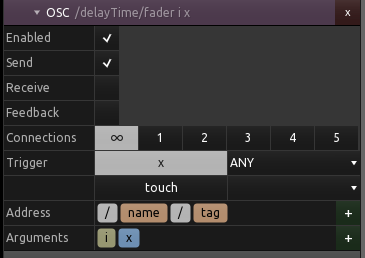 OSC /delayTime/fader i x x
Enabled
Send
Receive
Feedback
Connections ∞ 1 2 3 4 5
Trigger x ANY
touch
Address / name / tag +
Arguments i x +